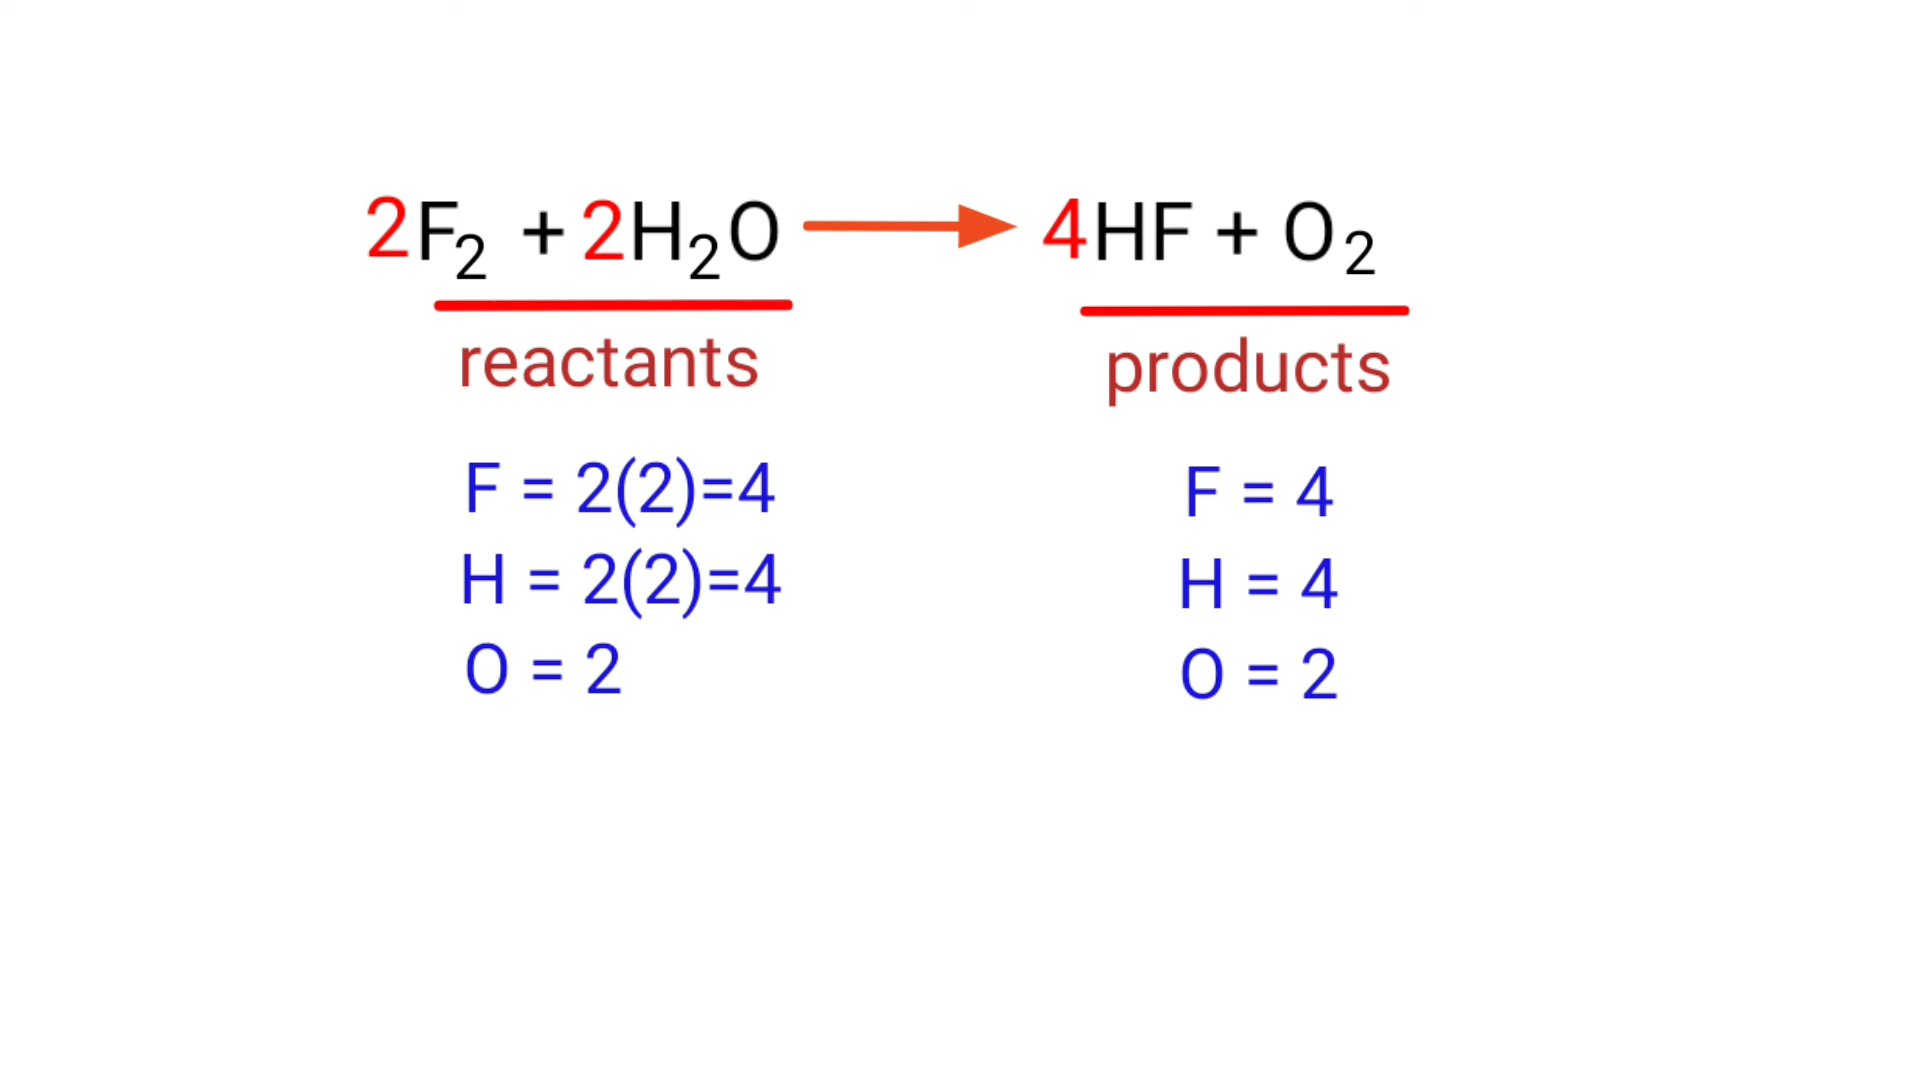 2F₂ + 2H₂O → 4HF + O₂
reactants products
F = 2(2)=4 F = 4
H = 2(2)=4 H = 4
O = 2 O = 2